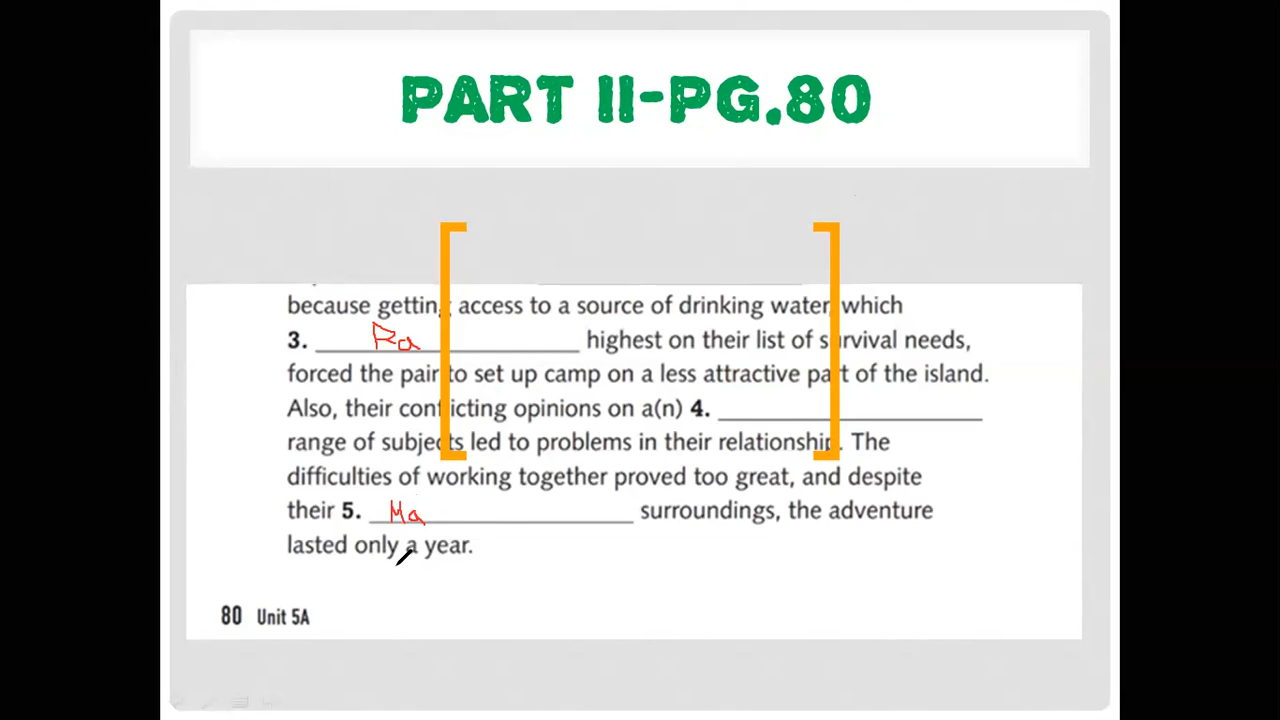 PART II-PG.80
because getting access to a source of drinking water, which
3. Ra highest on their list of survival needs,
forced the pair to set up camp on a less attractive part of the island.
Also, their conflicting opinions on a(n) 4.
range of subjects led to problems in their relationship. The
difficulties of working together proved too great, and despite
their 5. Ma surroundings, the adventure
lasted only a year.
80 Unit 5A